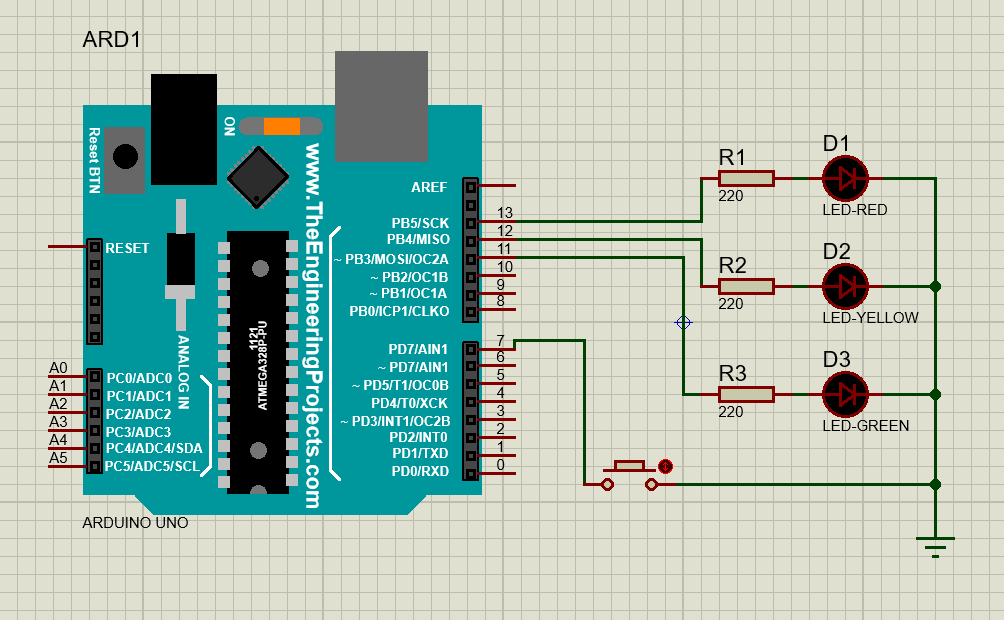 ARD1
Reset BTN
ON
www.TheEngineeringProjects.com
RESET
ANALOG IN
1121
ATMEGA328P-PU
A0
A1
A2
A3
A4
A5
PC0/ADC0
PC1/ADC1
PC2/ADC2
PC3/ADC3
PC4/ADC4/SDA
PC5/ADC5/SCL
ARDUINO UNO
AREF
PB5/SCK 13
PB4/MISO 12
~ PB3/MOSI/OC2A 11
~ PB2/OC1B 10
~ PB1/OC1A 9
PB0/ICP1/CLKO 8
PD7/AIN1 7
~ PD7/AIN1 6
~ PD5/T1/OC0B 5
PD4/T0/XCK 4
~ PD3/INT1/OC2B 3
PD2/INT0 2
PD1/TXD 1
PD0/RXD 0
R1
220
D1
LED-RED
R2
220
D2
LED-YELLOW
R3
220
D3
LED-GREEN